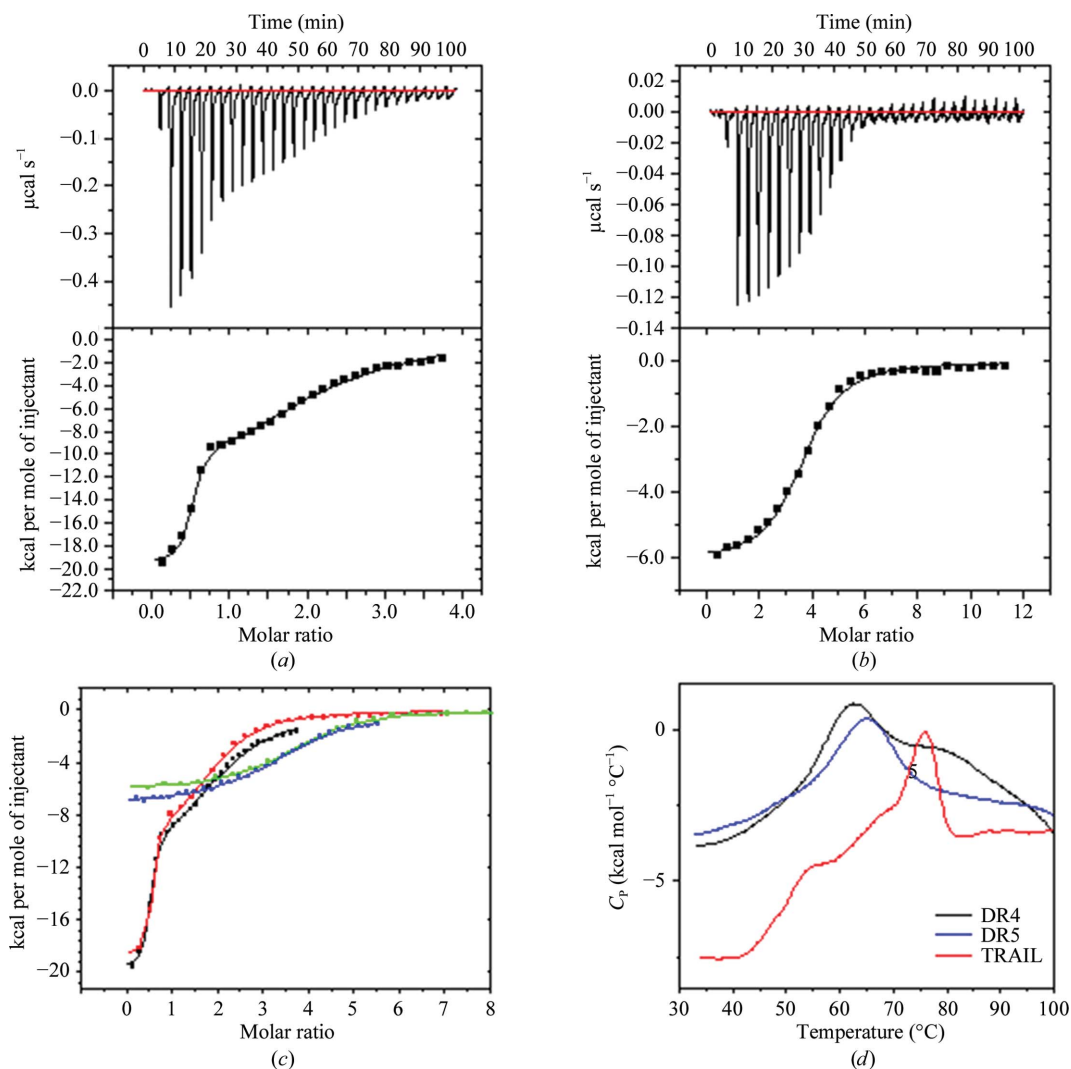 Time (min)
0 10 20 30 40 50 60 70 80 90 100
0.0
−0.1
−0.2
−0.3
−0.4
µcal s−1
0.0
−2.0
−4.0
−6.0
−8.0
−10.0
−12.0
−14.0
−16.0
−18.0
−20.0
−22.0
kcal per mole of injectant
0.0 1.0 2.0 3.0 4.0
Molar ratio
(a)
Time (min)
0 10 20 30 40 50 60 70 80 90 100
0.02
0.00
−0.02
−0.04
−0.06
−0.08
−0.10
−0.12
−0.14
µcal s−1
0.0
−2.0
−4.0
−6.0
kcal per mole of injectant
0 2 4 6 8 10 12
Molar ratio
(b)
0
−4
−8
−12
−16
−20
kcal per mole of injectant
0 1 2 3 4 5 6 7 8
Molar ratio
(c)
0
−5
CP (kcal mol−1 °C−1)
5
DR4
DR5
TRAIL
30 40 50 60 70 80 90 100
Temperature (°C)
(d)